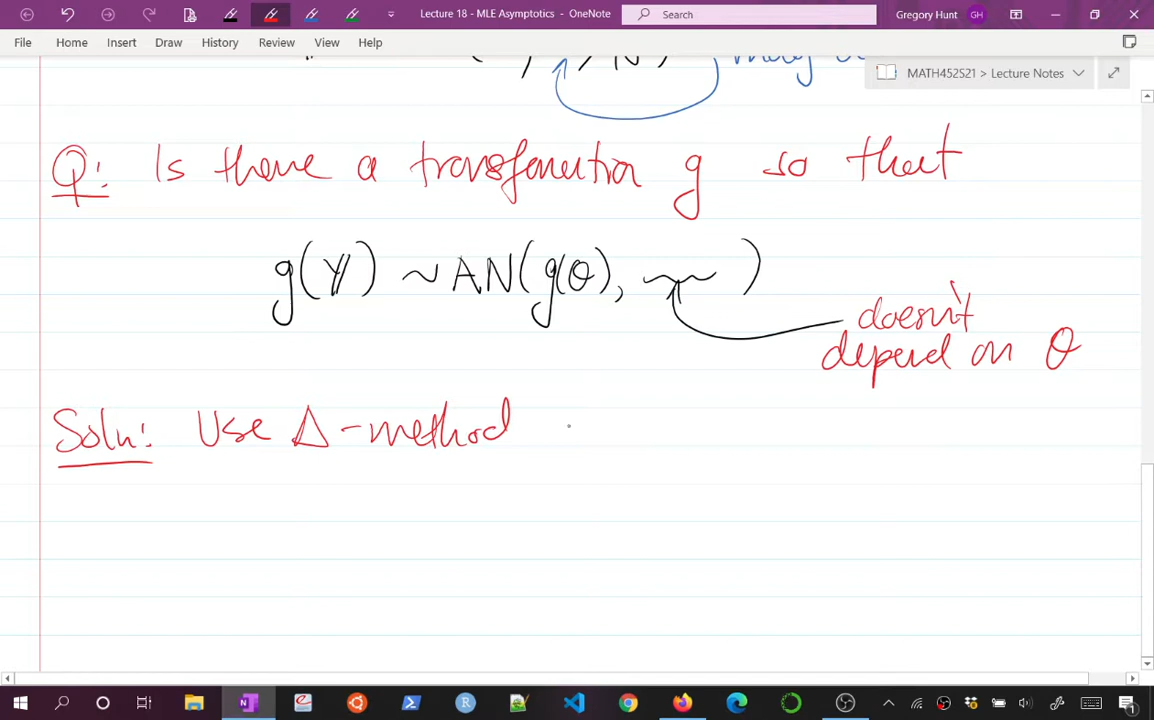 Lecture 18 - MLE Asymptotics - OneNote
Search
Gregory Hunt
GH
File Home Insert Draw History Review View Help
MATH452S21 > Lecture Notes
Q: Is there a transformation g so that
g(Y) ~ AN(g(θ), )
doesn't
depend on θ
Soln: Use Δ-method